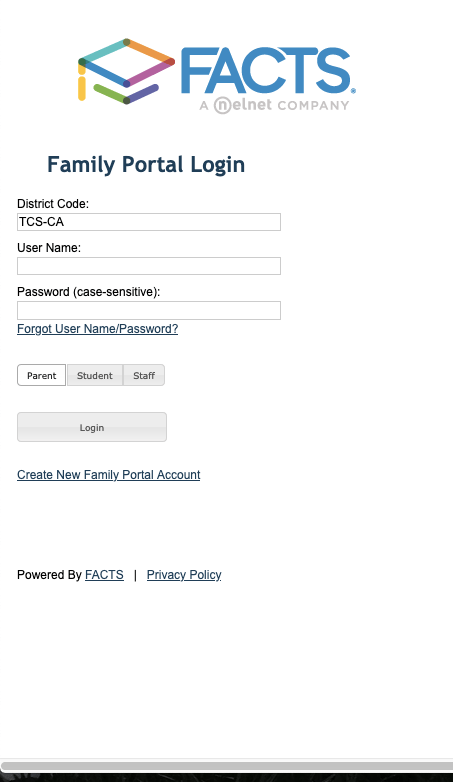 FACTS®
A nelnet COMPANY
Family Portal Login
District Code:
TCS-CA
User Name:
Password (case-sensitive):
Forgot User Name/Password?
Parent Student Staff
Login
Create New Family Portal Account
Powered By FACTS | Privacy Policy